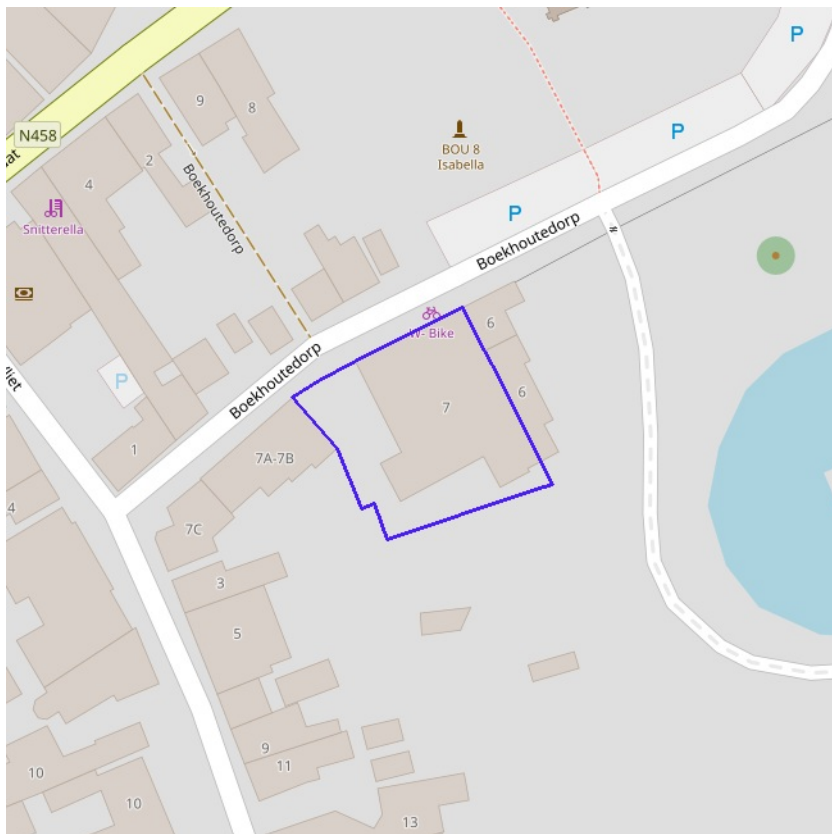 P
9
8
N458
P
2
BOU 8
Isabella
4
Boekhoutedorp
Snitterella
P
Boekhoutedorp
6
W- Bike
P
Boekhoutedorp
6
7
1
7A-7B
4
7C
3
5
9
11
10
10
13